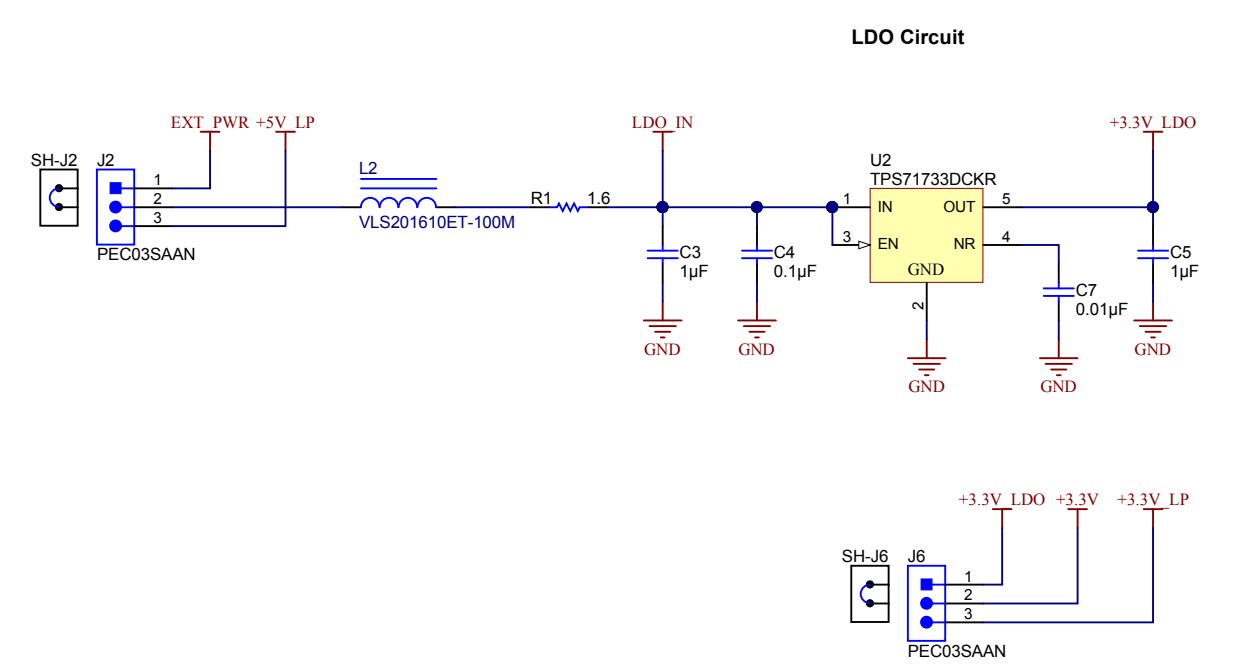 LDO Circuit
EXT_PWR +5V_LP LDO_IN +3.3V_LDO
SH-J2 J2 L2 U2
TPS71733DCKR
1
2
3
PEC03SAAN
VLS201610ET-100M
R1 1.6
1 IN OUT 5
3 EN NR 4
GND
2
C3
1µF
C4
0.1µF
C7
0.01µF
C5
1µF
GND GND GND
GND GND
+3.3V_LDO +3.3V +3.3V_LP
SH-J6 J6
1
2
3
PEC03SAAN